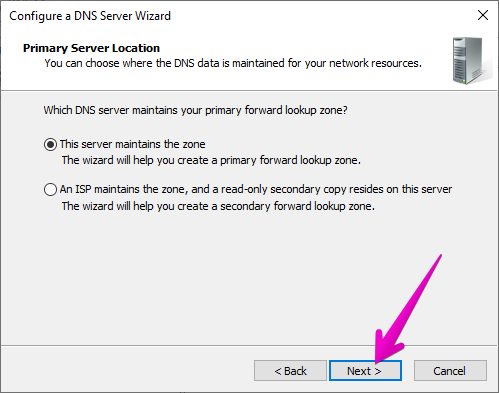 Configure a DNS Server Wizard
Primary Server Location
You can choose where the DNS data is maintained for your network resources.
Which DNS server maintains your primary forward lookup zone?
This server maintains the zone
The wizard will help you create a primary forward lookup zone.
An ISP maintains the zone, and a read-only secondary copy resides on this server
The wizard will help you create a secondary forward lookup zone.
< Back Next > Cancel